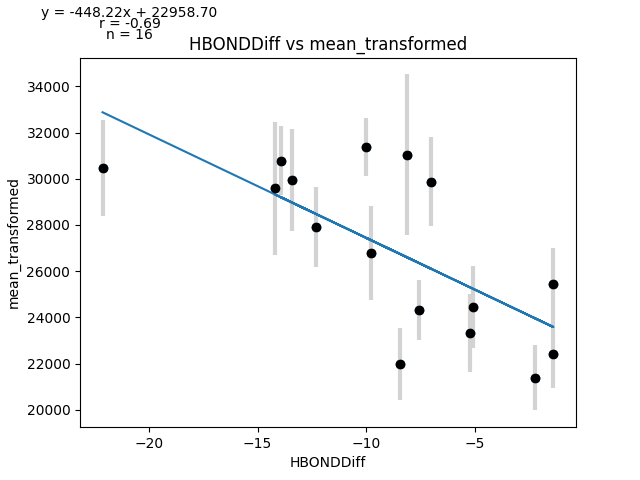 y = -448.22x + 22958.70
r = -0.69
n = 16
HBONDDiff vs mean_transformed
34000
32000
30000
28000
26000
24000
22000
20000
mean_transformed
−20
−15
−10
−5
HBONDDiff